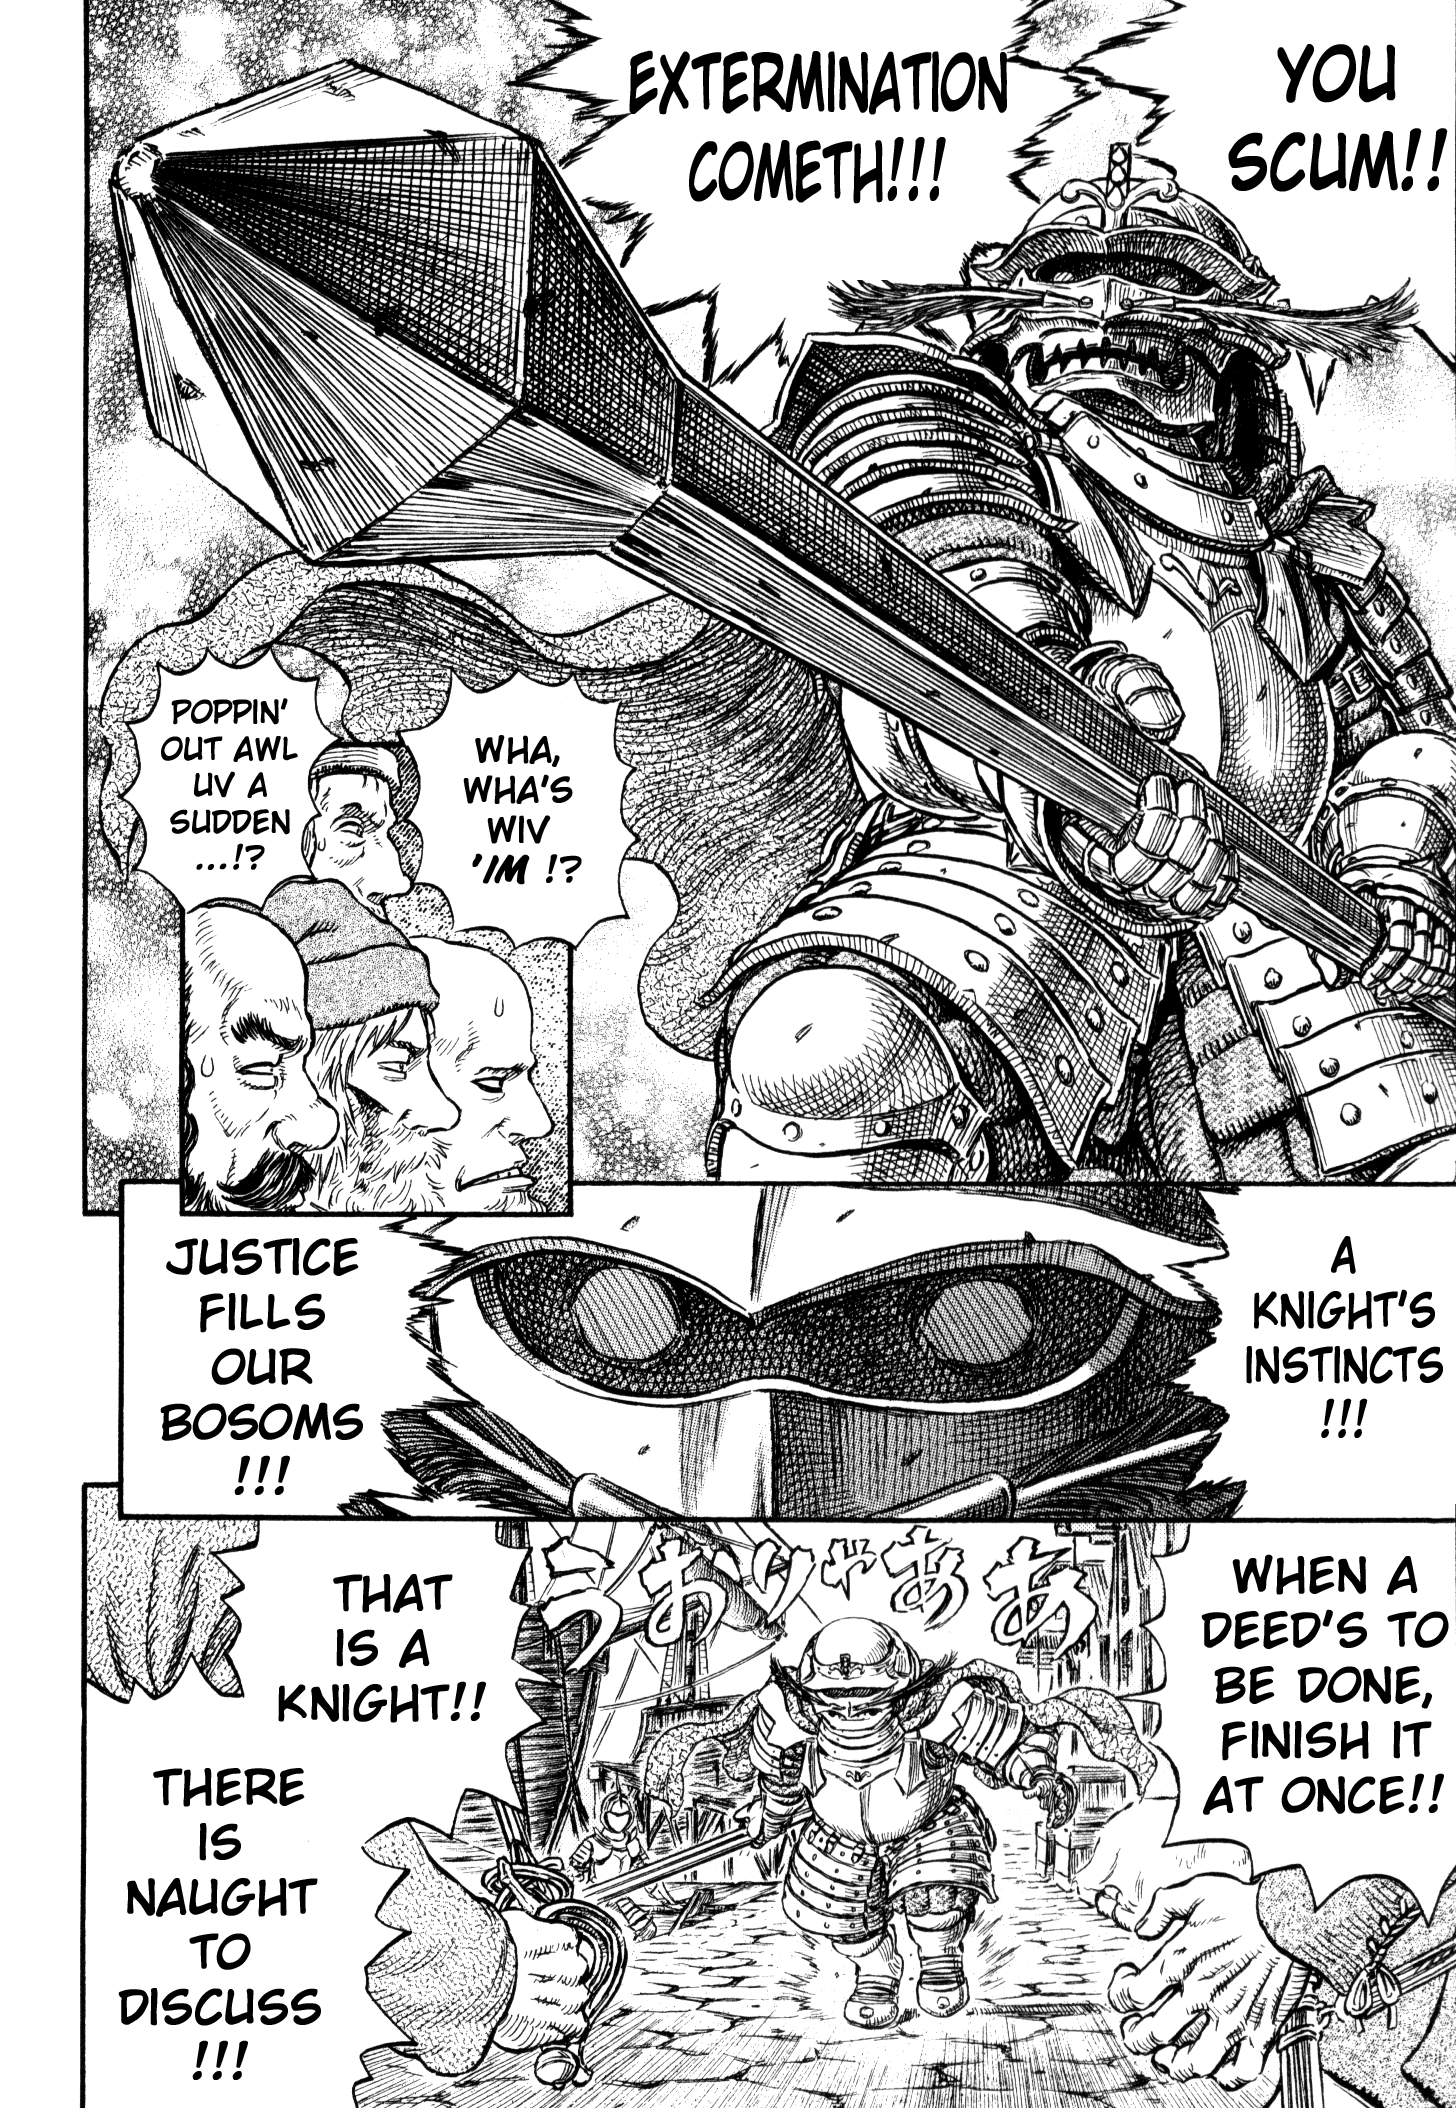 YOU
SCUM!!
EXTERMINATION
COMETH!!!
WHA,
WHA'S
WIV
'IM !?
POPPIN'
OUT AWL
UV A
SUDDEN
...!?
A
KNIGHT'S
INSTINCTS
!!!
JUSTICE
FILLS
OUR
BOSOMS
!!!
WHEN A
DEED'S TO
BE DONE,
FINISH IT
AT ONCE!!
うおりゃああぁ
THAT
IS A
KNIGHT!!
THERE
IS
NAUGHT
TO
DISCUSS
!!!